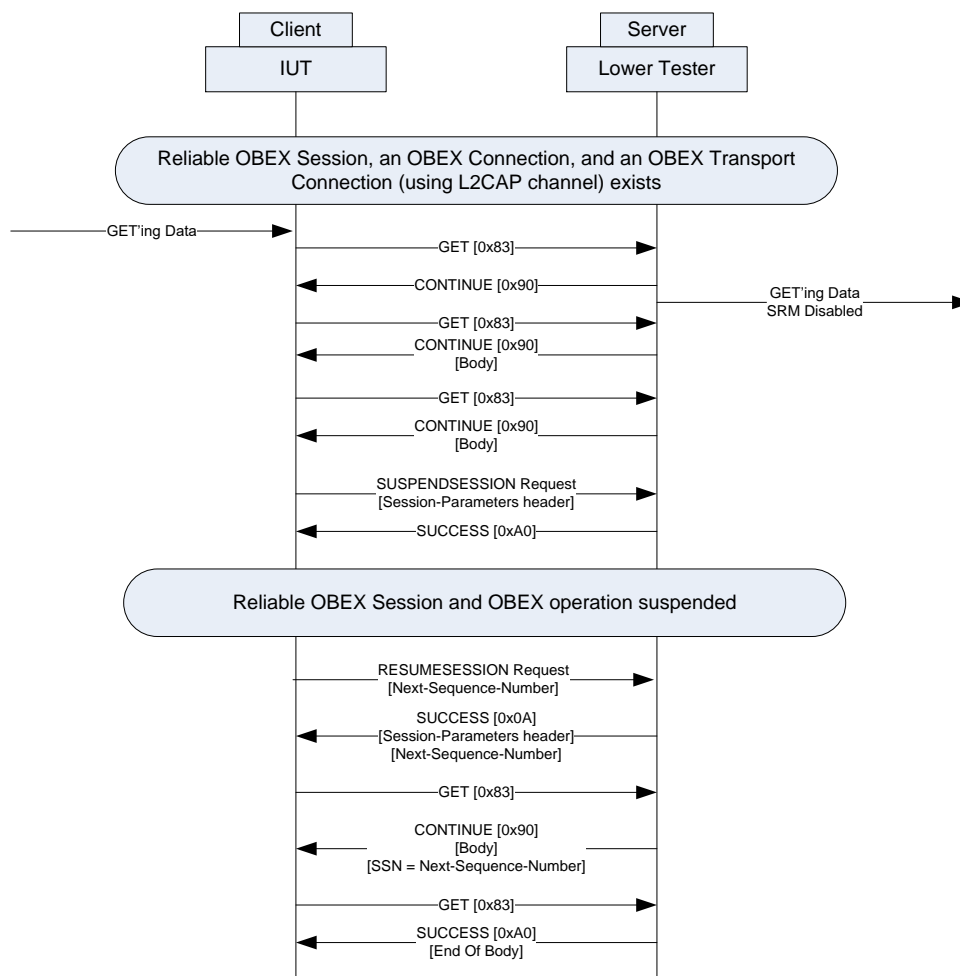 Client
Server
IUT
Lower Tester
Reliable OBEX Session, an OBEX Connection, and an OBEX Transport
Connection (using L2CAP channel) exists
GET'ing Data
GET [0x83]
CONTINUE [0x90]
GET'ing Data
SRM Disabled
GET [0x83]
CONTINUE [0x90]
[Body]
GET [0x83]
CONTINUE [0x90]
[Body]
SUSPENDSESSION Request
[Session-Parameters header]
SUCCESS [0xA0]
Reliable OBEX Session and OBEX operation suspended
RESUMESESSION Request
[Next-Sequence-Number]
SUCCESS [0x0A]
[Session-Parameters header]
[Next-Sequence-Number]
GET [0x83]
CONTINUE [0x90]
[Body]
[SSN = Next-Sequence-Number]
GET [0x83]
SUCCESS [0xA0]
[End Of Body]